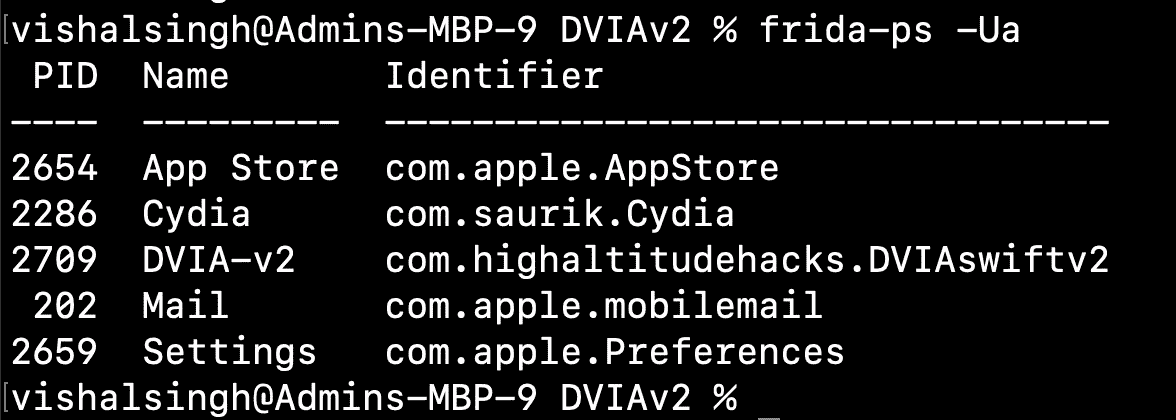 [vishalsingh@Admins-MBP-9 DVIAv2 % frida-ps -Ua
 PID  Name       Identifier
----  ---------  ---------------------------------
2654  App Store  com.apple.AppStore
2286  Cydia      com.saurik.Cydia
2709  DVIA-v2    com.highaltitudehacks.DVIAswiftv2
 202  Mail       com.apple.mobilemail
2659  Settings   com.apple.Preferences
[vishalsingh@Admins-MBP-9 DVIAv2 %